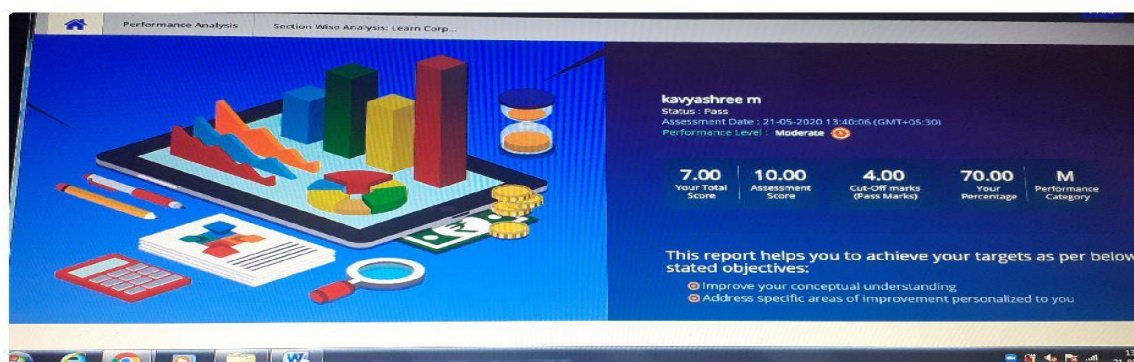 Performance Analysis
Section Wise Analysis: Learn Corp...
kavyashree m
Status : Pass
Assessment Date : 21-05-2020 13:40:06 (GMT+05:30)
Performance Level : Moderate
7.00 10.00 4.00 70.00 M
Your Total Assessment Cut-Off marks Your Performance
Score Score (Pass Marks) Percentage Category
This report helps you to achieve your targets as per below
stated objectives:
Improve your conceptual understanding
Address specific areas of improvement personalized to you